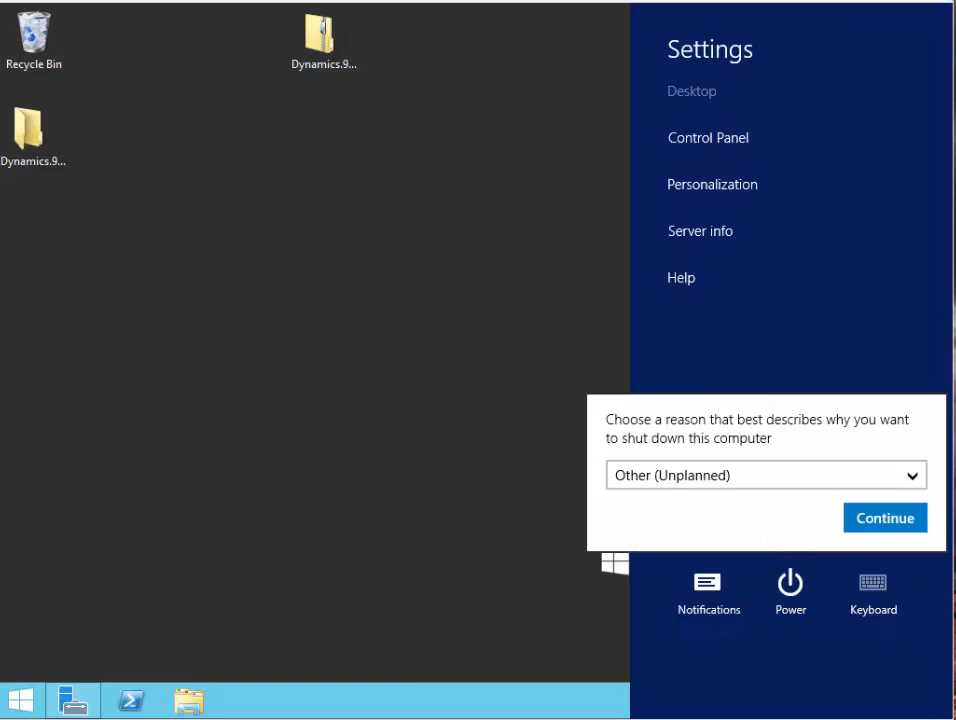 Recycle Bin
Dynamics.9...
Dynamics.9...
Settings
Desktop
Control Panel
Personalization
Server info
Help
Choose a reason that best describes why you want
to shut down this computer
Other (Unplanned)
Continue
Notifications
Power
Keyboard